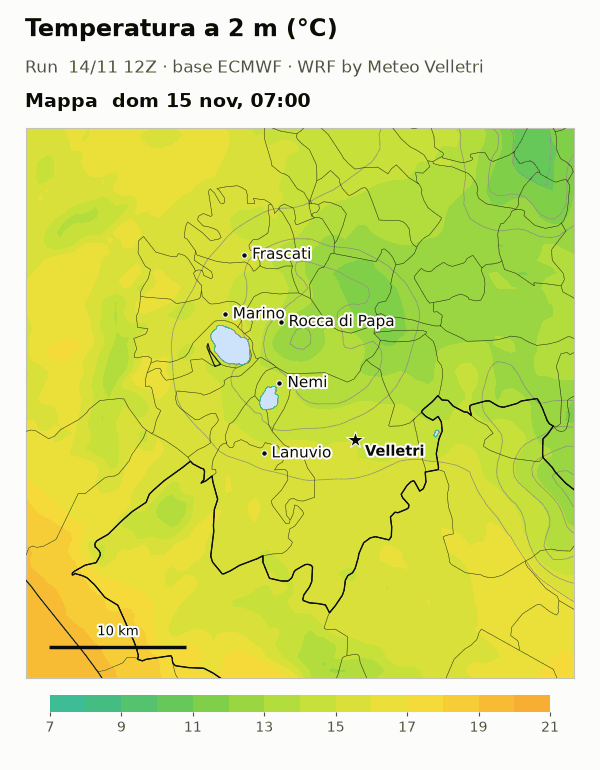 Temperatura a 2 m (°C)
Run  14/11 12Z · base ECMWF · WRF by Meteo Velletri
Mappa  dom 15 nov, 07:00
Frascati
Marino
Rocca di Papa
Nemi
Velletri
Lanuvio
10 km
7 9 11 13 15 17 19 21